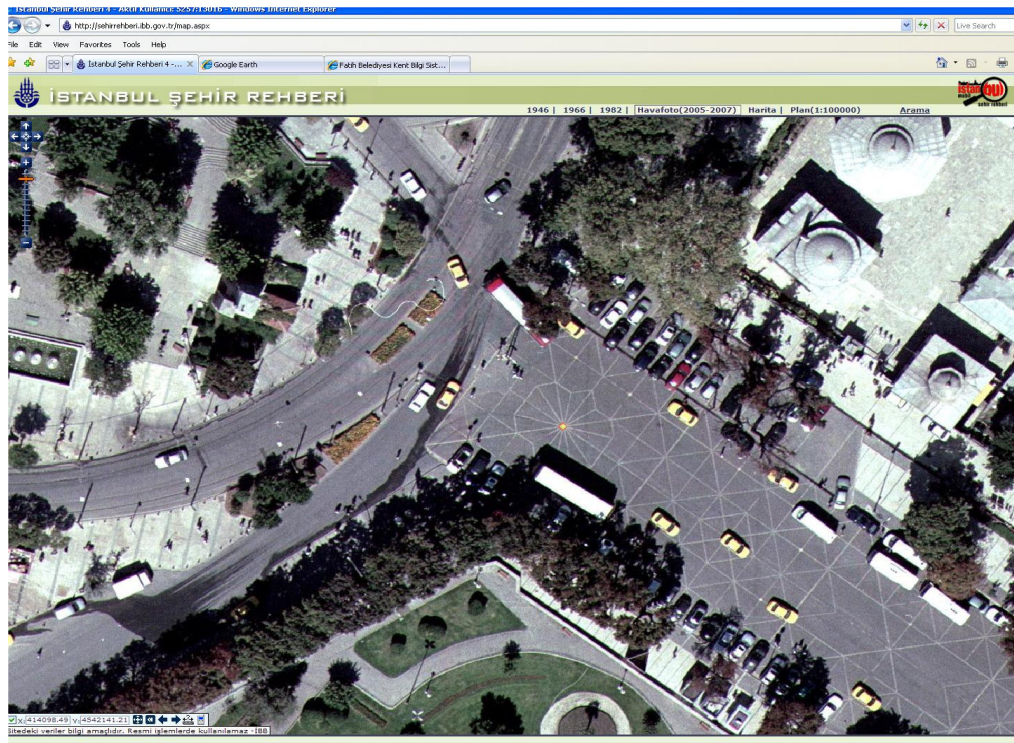 İstanbul Şehir Rehberi 4 - Aktif Kullanıcı: 5257:13016 - Windows Internet Explorer
http://sehirrehberi.ibb.gov.tr/map.aspx
Live Search
File Edit View Favorites Tools Help
İstanbul Şehir Rehberi 4 -... Google Earth Fatih Belediyesi Kent Bilgi Sist...
İSTANBUL ŞEHİR REHBERİ
1946 | 1966 | 1982 | Havafoto(2005-2007) | Harita | Plan(1:100000) Arama
istanbul
şehir rehberi
x: 414098.49 y: 4542141.21
Sitedeki veriler bilgi amaçlıdır. Resmi işlemlerde kullanılamaz -İBB